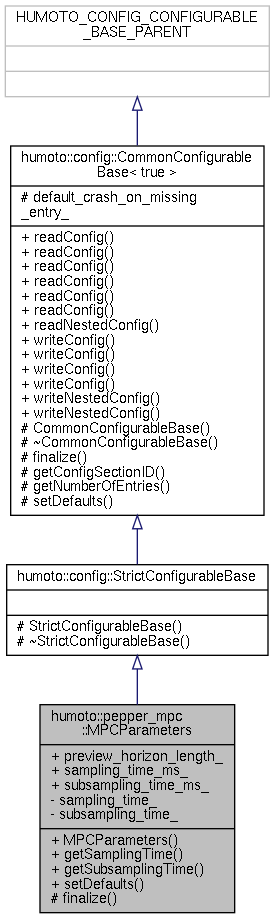 HUMOTO_CONFIG_CONFIGURABLE
_BASE_PARENT
humoto::config::CommonConfigurable
Base< true >
# default_crash_on_missing
_entry_
+ readConfig()
+ readConfig()
+ readConfig()
+ readConfig()
+ readConfig()
+ readConfig()
+ readNestedConfig()
+ writeConfig()
+ writeConfig()
+ writeConfig()
+ writeConfig()
+ writeNestedConfig()
+ writeNestedConfig()
# CommonConfigurableBase()
# ~CommonConfigurableBase()
# finalize()
# getConfigSectionID()
# getNumberOfEntries()
# setDefaults()
humoto::config::StrictConfigurableBase
# StrictConfigurableBase()
# ~StrictConfigurableBase()
humoto::pepper_mpc
::MPCParameters
+ preview_horizon_length_
+ sampling_time_ms_
+ subsampling_time_ms_
- sampling_time_
- subsampling_time_
+ MPCParameters()
+ getSamplingTime()
+ getSubsamplingTime()
+ setDefaults()
# finalize()